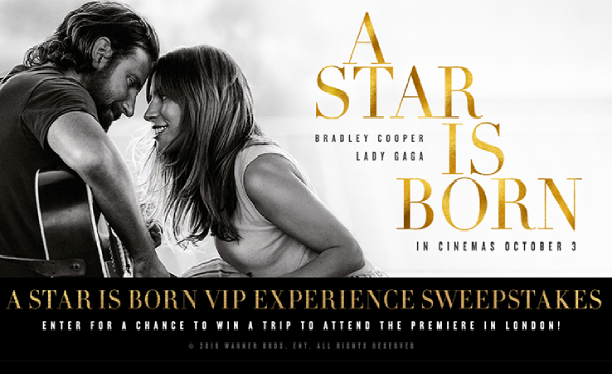 A
STAR
BRADLEY COOPER
LADY GAGA
IS
BORN
IN CINEMAS OCTOBER 3
A STAR IS BORN VIP EXPERIENCE SWEEPSTAKES
ENTER FOR A CHANCE TO WIN A TRIP TO ATTEND THE PREMIERE IN LONDON!
© 2018 WARNER BROS. ENT. ALL RIGHTS RESERVED